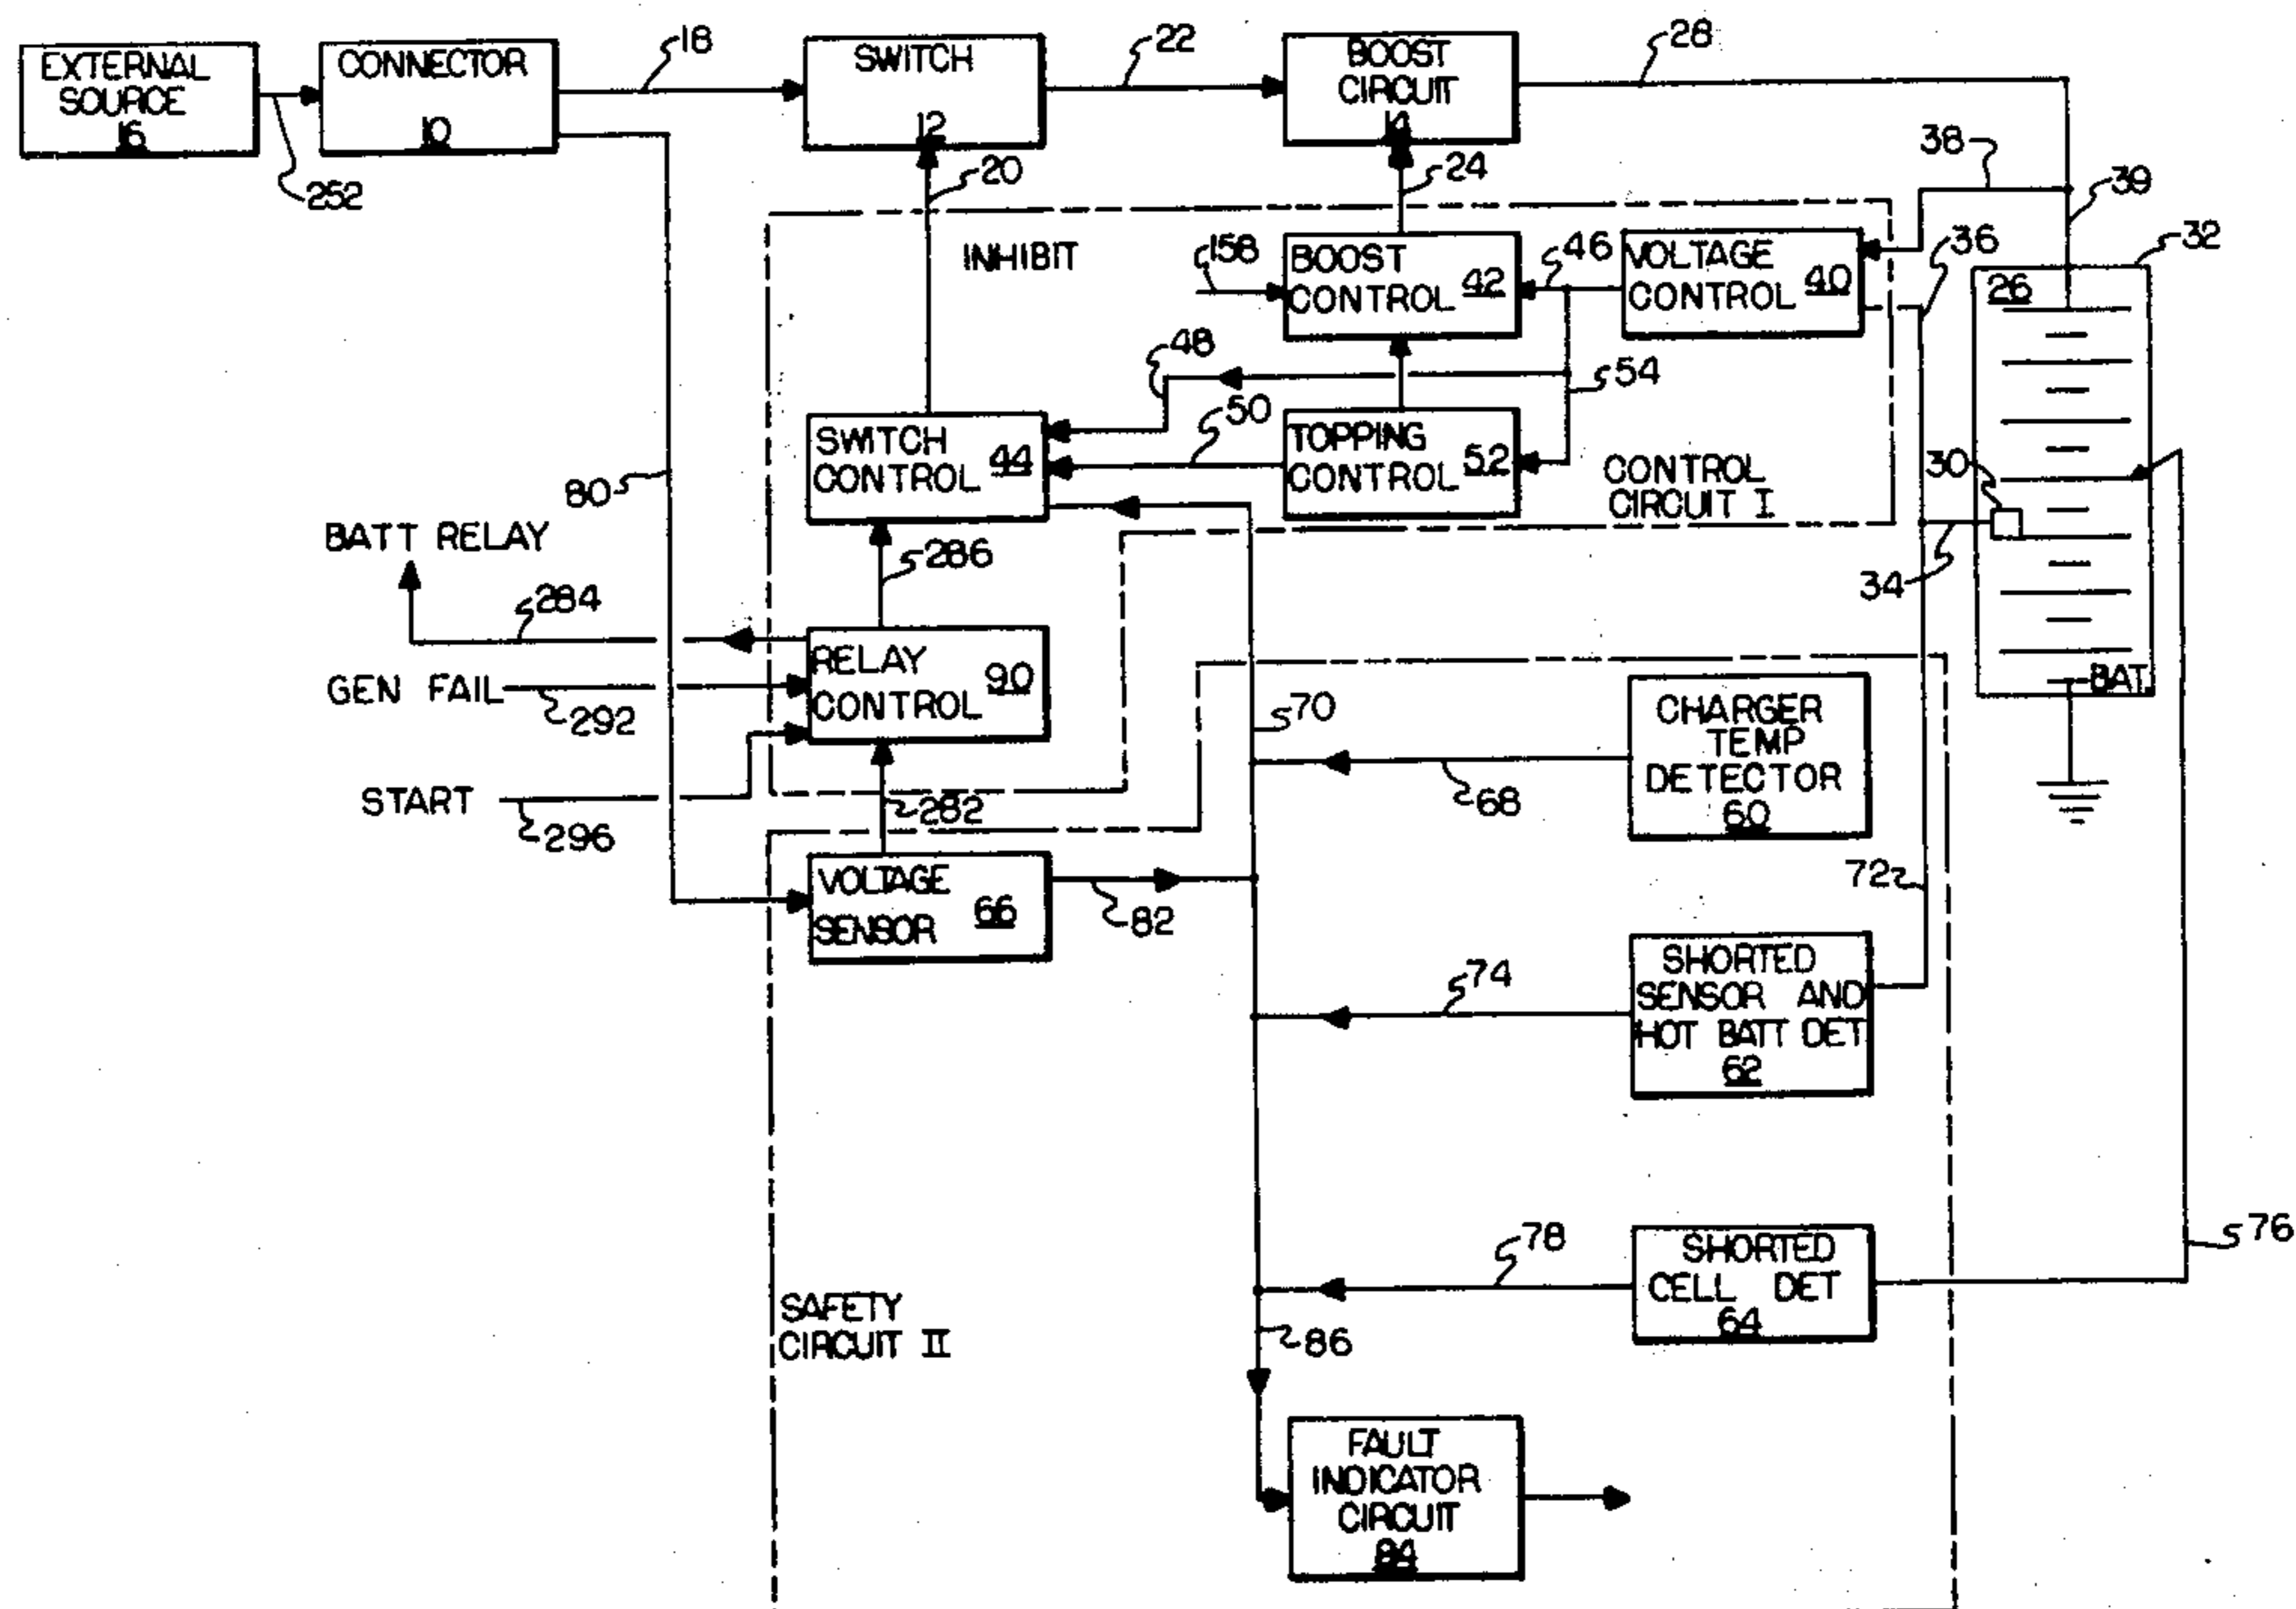 EXTERNAL
SOURCE
16
CONNECTOR
10
18
SWITCH
12
22
BOOST
CIRCUIT
14
28
252
20
24
38
39
INHIBIT
158
BOOST
CONTROL 42
46
VOLTAGE
CONTROL 40
36
32
26
48
54
50
SWITCH
CONTROL 44
TOPPING
CONTROL 52
CONTROL
CIRCUIT I
30
80
BATT RELAY
286
34
284
RELAY
CONTROL 90
GEN FAIL
292
BAT.
70
CHARGER
TEMP
DETECTOR
60
START
296
282
68
72
VOLTAGE
SENSOR 66
82
74
SHORTED
SENSOR AND
HOT BATT DET
62
78
SHORTED
CELL DET
64
76
SAFETY
CIRCUIT II
86
FAULT
INDICATOR
CIRCUIT
84